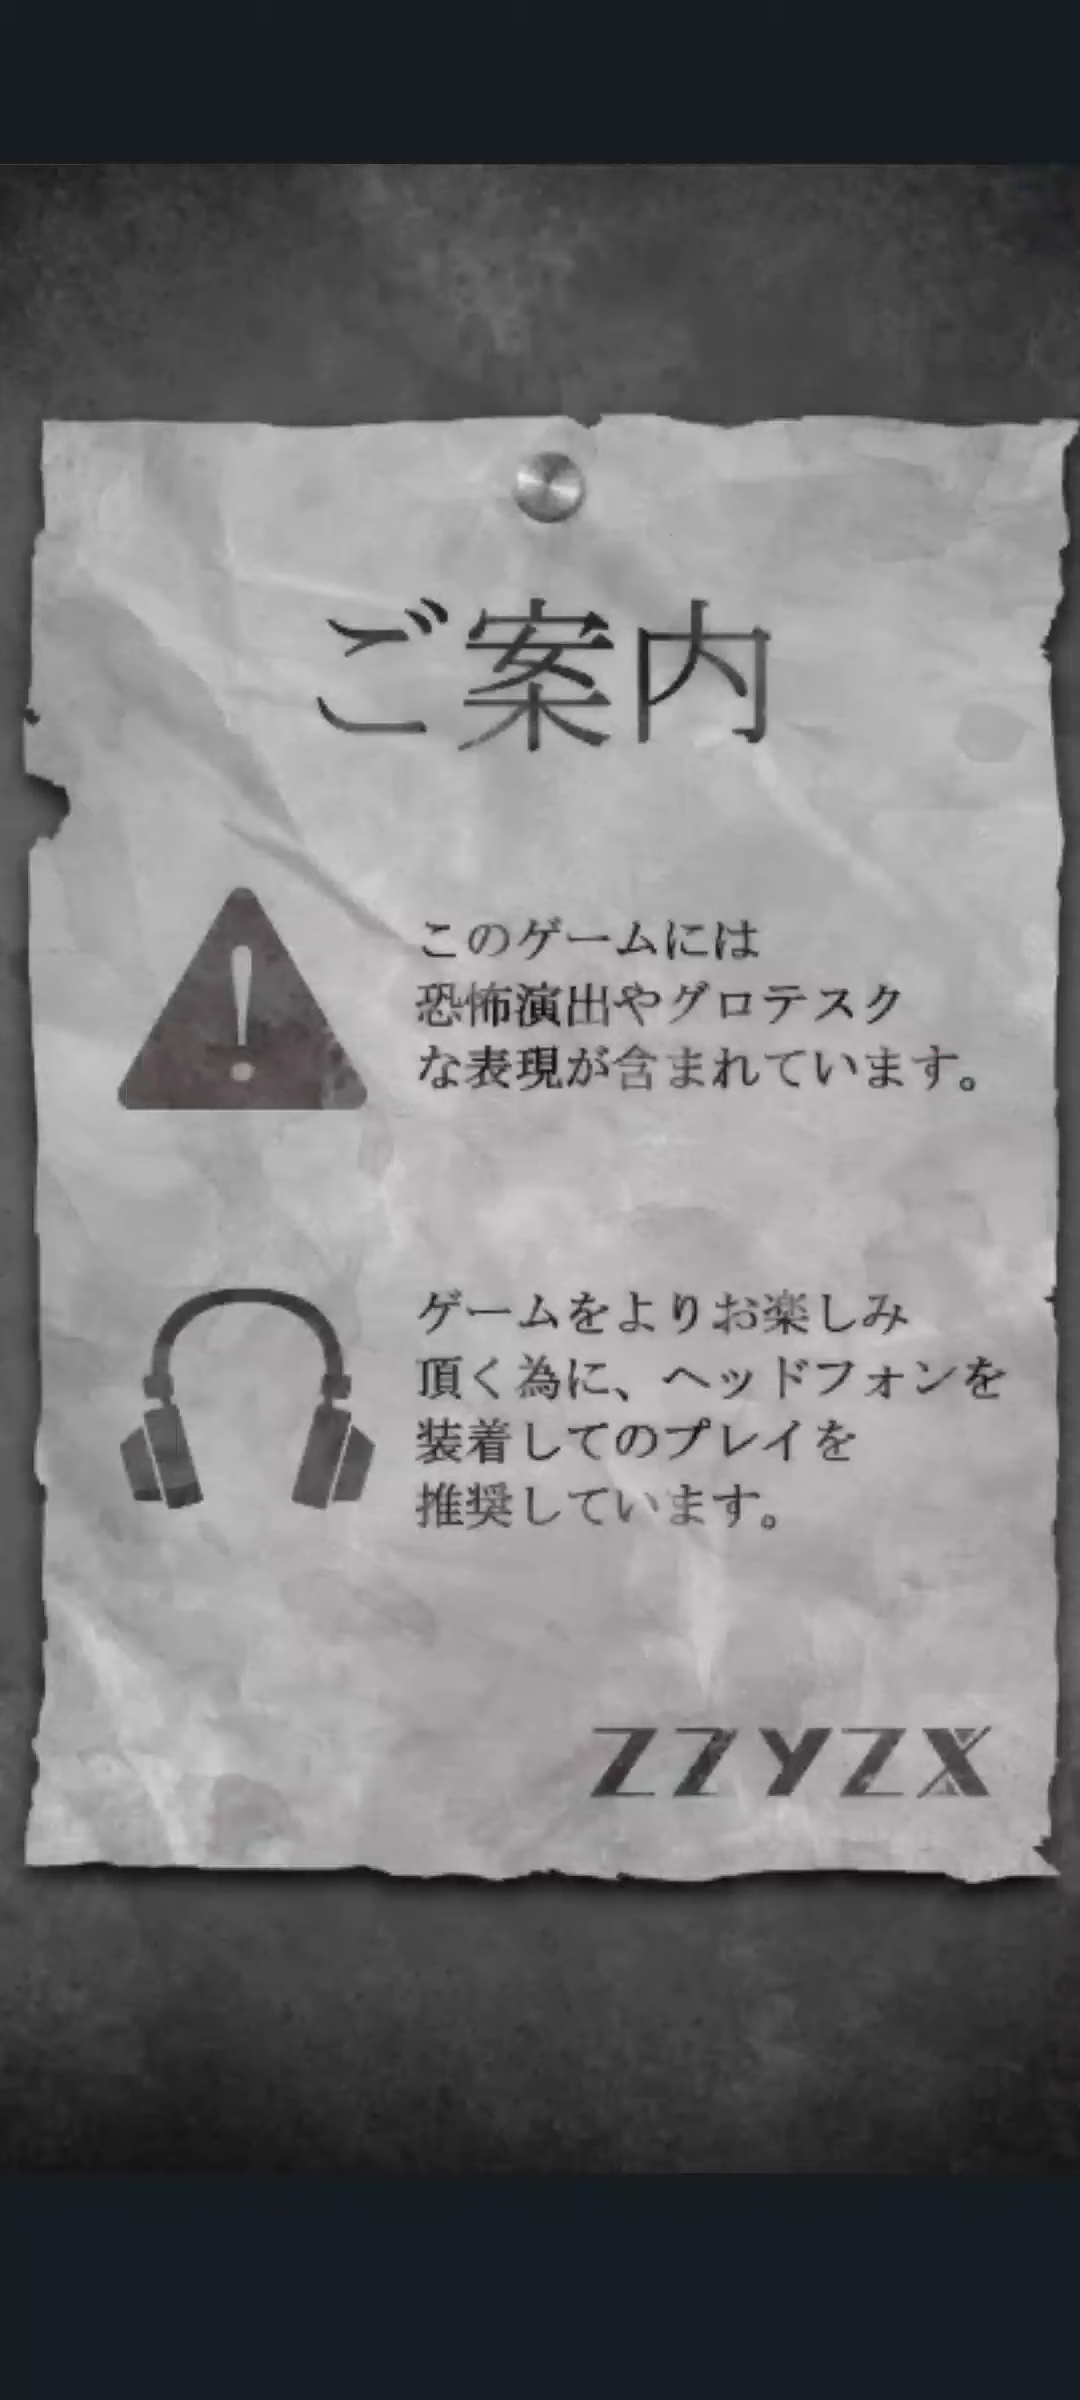 ご案内
このゲームには
恐怖演出やグロテスク
な表現が含まれています。
ゲームをよりお楽しみ
頂く為に、ヘッドフォンを
装着してのプレイを
推奨しています。
ZZYZX